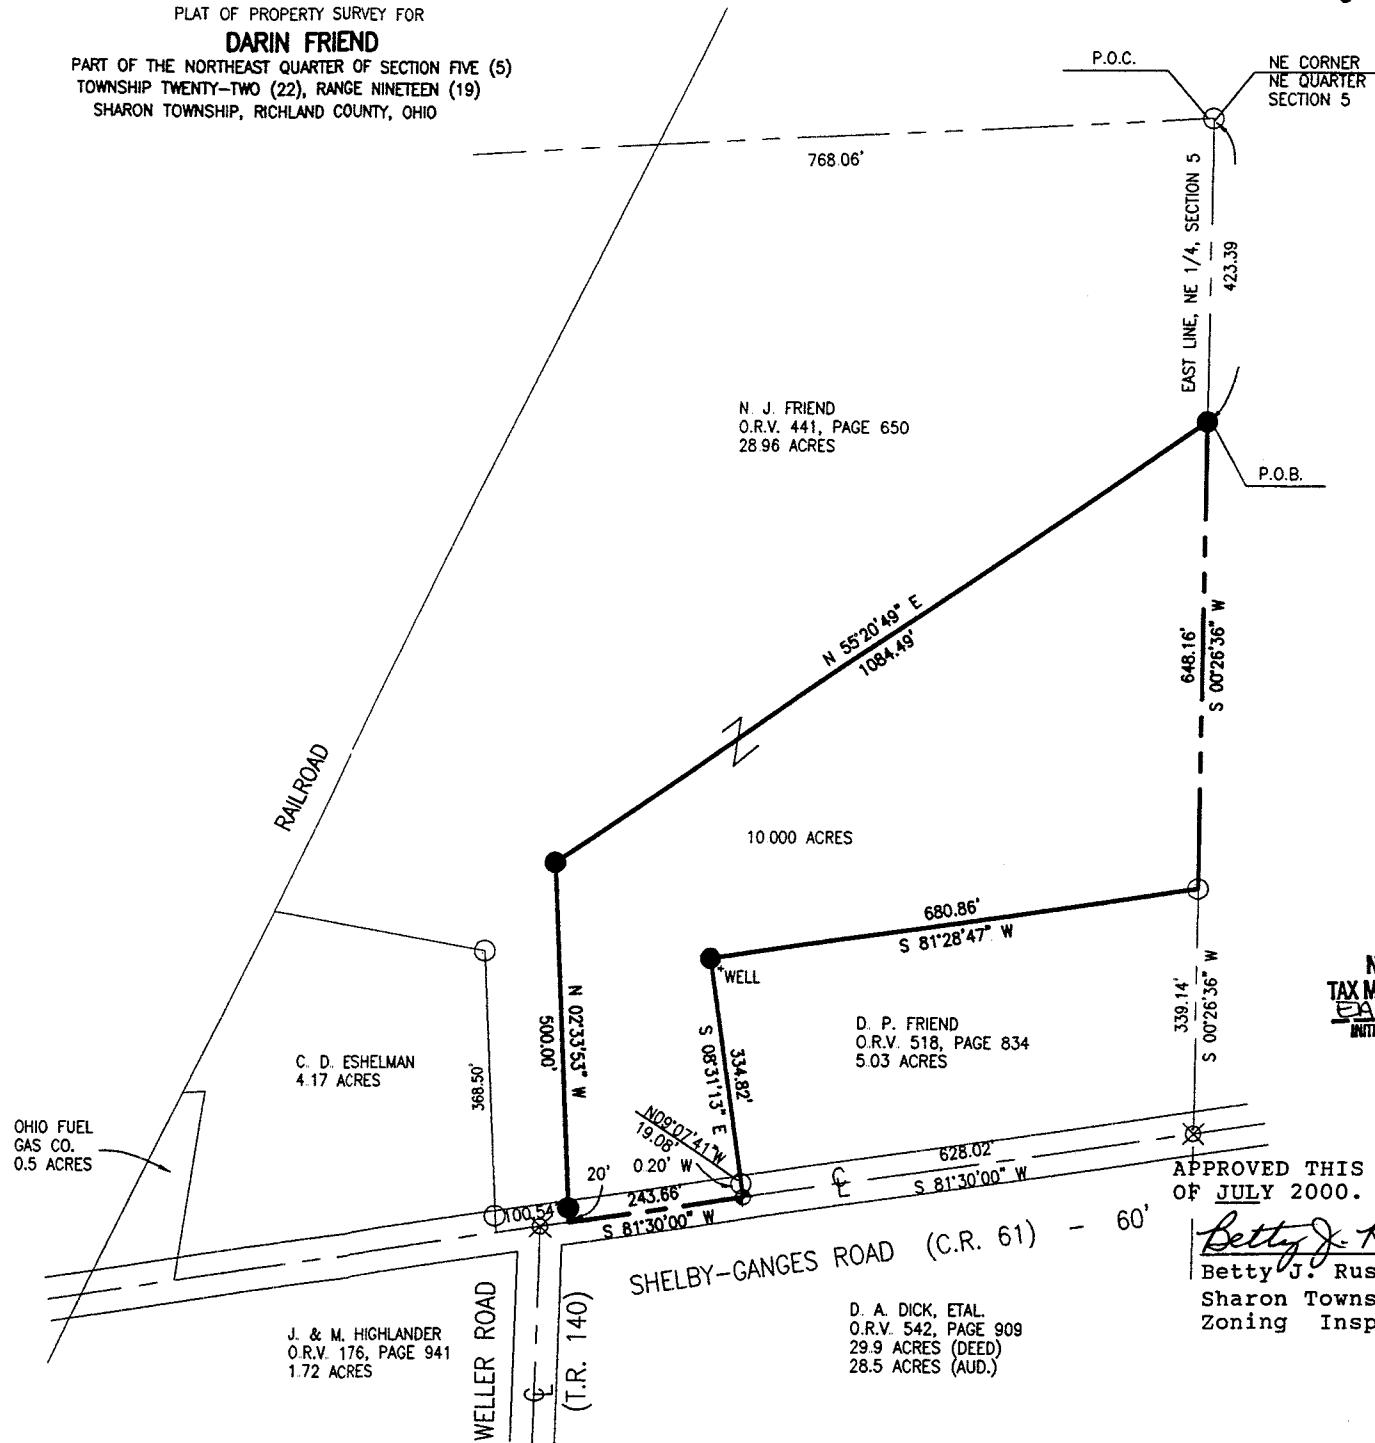 PLAT OF PROPERTY SURVEY FOR
DARIN FRIEND
PART OF THE NORTHEAST QUARTER OF SECTION FIVE (5)
TOWNSHIP TWENTY-TWO (22), RANGE NINETEEN (19)
SHARON TOWNSHIP, RICHLAND COUNTY, OHIO
P.O.C.
NE CORNER
NE QUARTER
SECTION 5
768.06'
EAST LINE, NE 1/4, SECTION 5
423.39
N. J. FRIEND
O.R.V. 441, PAGE 650
28.96 ACRES
P.O.B.
N 55°20'49" E
1084.49'
648.16'
S 00°26'36" W
RAILROAD
10.000 ACRES
680.86'
S 81°28'47" W
WELL
N 02°33'53" W
500.00'
S 08°31'13" E
334.82'
D. P. FRIEND
O.R.V. 518, PAGE 834
5.03 ACRES
339.14'
S 00°26'36" W
TAX M
EA
C. D. ESHELMAN
4.17 ACRES
368.50'
OHIO FUEL
GAS CO.
0.5 ACRES
N09°07'41"W
19.08'
0.20' W
20'
243.66'
100.54'
S 81°30'00" W
628.02'
S 81°30'00" W
CL
APPROVED THIS
OF JULY 2000.
Betty J. R
Betty J. Rus
Sharon Towns
Zoning Insp
SHELBY-GANGES ROAD (C.R. 61) - 60'
J. & M. HIGHLANDER
O.R.V. 176, PAGE 941
1.72 ACRES
WELLER ROAD
CL
(T.R. 140)
D. A. DICK, ETAL.
O.R.V. 542, PAGE 909
29.9 ACRES (DEED)
28.5 ACRES (AUD.)